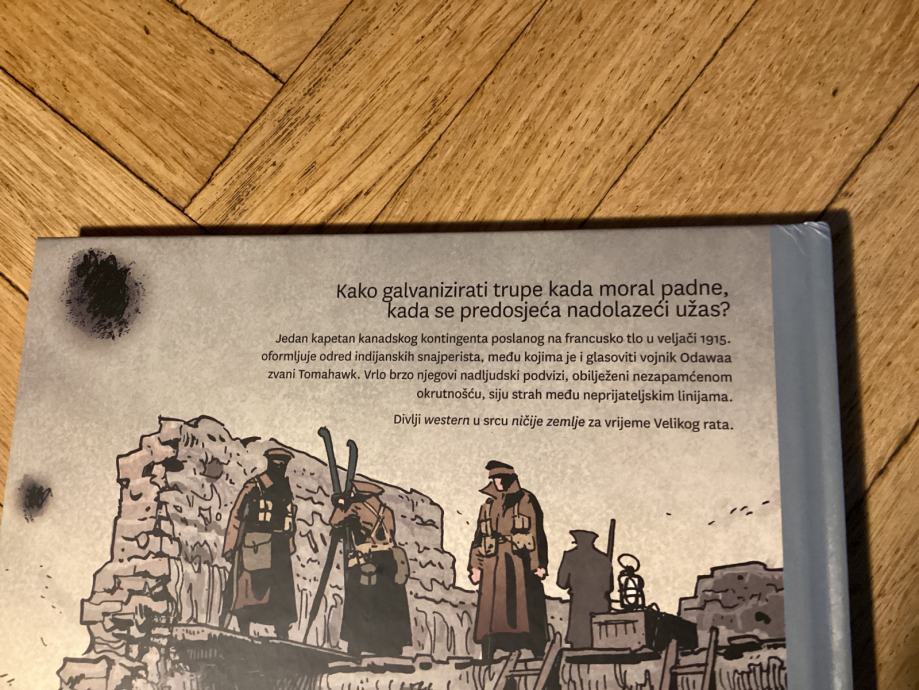 Kako galvanizirati trupe kada moral padne,
kada se predosjeća nadolazeći užas?
Jedan kapetan kanadskog kontingenta poslanog na francusko tlo u veljači 1915.
oformljuje odred indijanskih snajperista, među kojima je i glasoviti vojnik Odawaa
zvani Tomahawk. Vrlo brzo njegovi nadljudski podvizi, obilježeni nezapamćenom
okrutnošću, siju strah među neprijateljskim linijama.
Divlji western u srcu ničije zemlje za vrijeme Velikog rata.